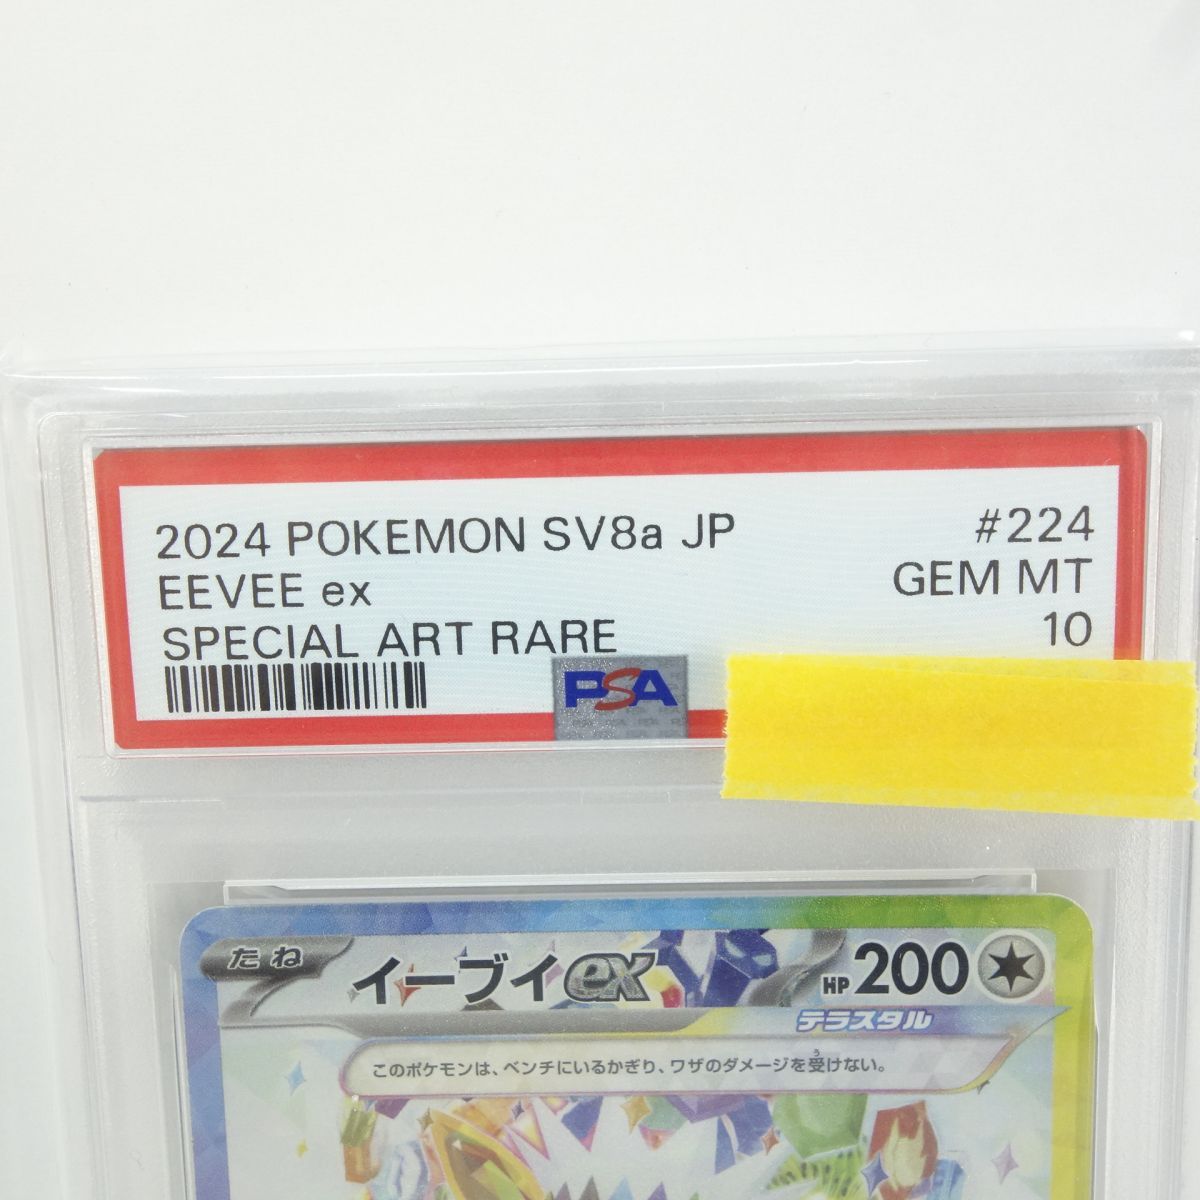 2024 POKEMON SV8a JP #224
EEVEE ex GEM MT
SPECIAL ART RARE 10
PSA
たね イーブイex HP 200
テラスタル
このポケモンは、ベンチにいるかぎり、ワザのダメージを受けない。